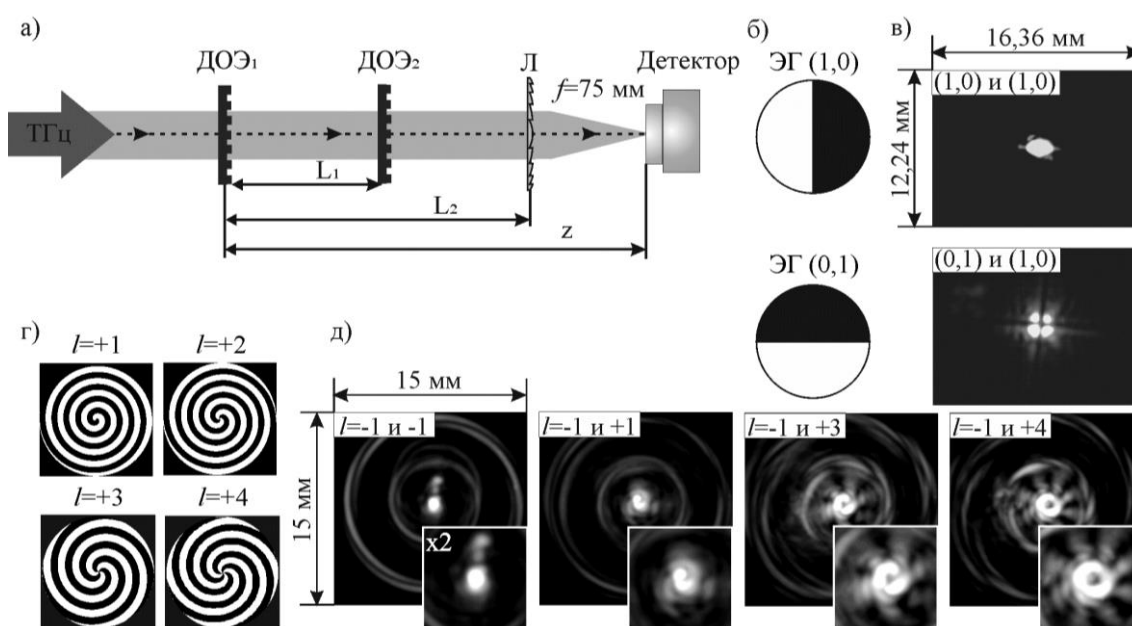 а)
ДОЭ₁
ДОЭ₂
Л
Детектор
f=75 мм
ТГц
L₁
L₂
z
б)
ЭГ (1,0)
ЭГ (0,1)
в)
16,36 мм
12,24 мм
(1,0) и (1,0)
(0,1) и (1,0)
г)
l=+1
l=+2
l=+3
l=+4
д)
15 мм
15 мм
l=-1 и -1
x2
l=-1 и +1
l=-1 и +3
l=-1 и +4